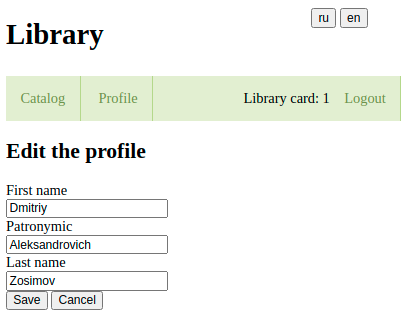 ru en
Library
Catalog Profile Library card: 1 Logout
Edit the profile
First name
Dmitriy
Patronymic
Aleksandrovich
Last name
Zosimov
Save Cancel